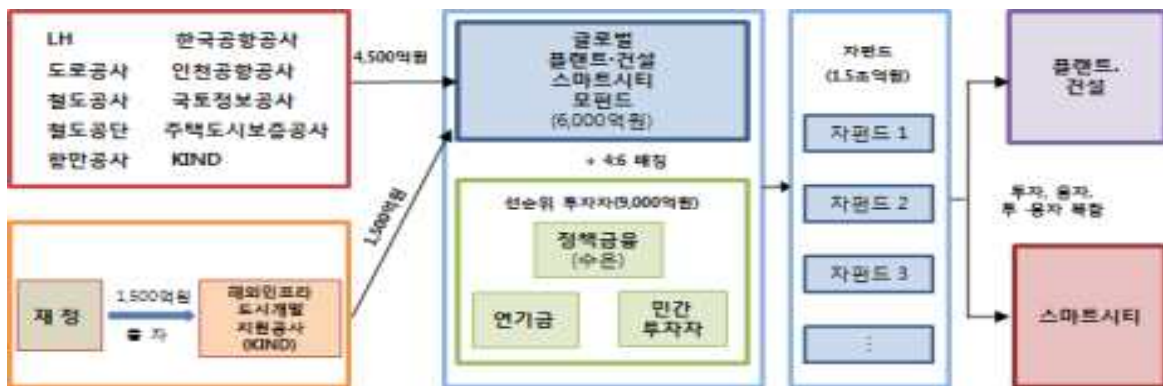 LH 한국공항공사
도로공사 인천공항공사
철도공사 국토정보공사
철도공단 주택도시보증공사
항만공사 KIND
4,500억원
1,500억원
재정
1,500억원
출 자
해외인프라
도시개발
지원공사
(KIND)
글로벌
플랜트·건설
스마트시티
모펀드
(6,000억원)
+ 4:6 매칭
선순위 투자자(9,000억원)
정책금융
(수은)
연기금
민간
투자자
자펀드
(1.5조억원)
자펀드 1
자펀드 2
자펀드 3
⋮
플랜트·
건설
투자, 융자,
투·융자 복합
스마트시티